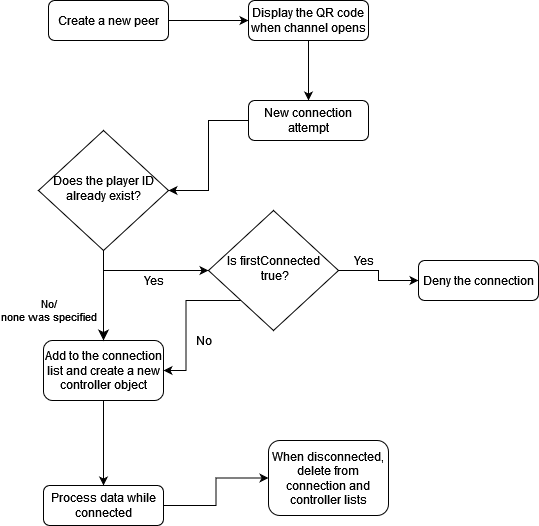 Create a new peer
Display the QR code
when channel opens
New connection
attempt
Does the player ID
already exist?
Is firstConnected
true?
Yes
Deny the connection
Yes
No/
none was specified
No
Add to the connection
list and create a new
controller object
Process data while
connected
When disconnected,
delete from
connection and
controller lists